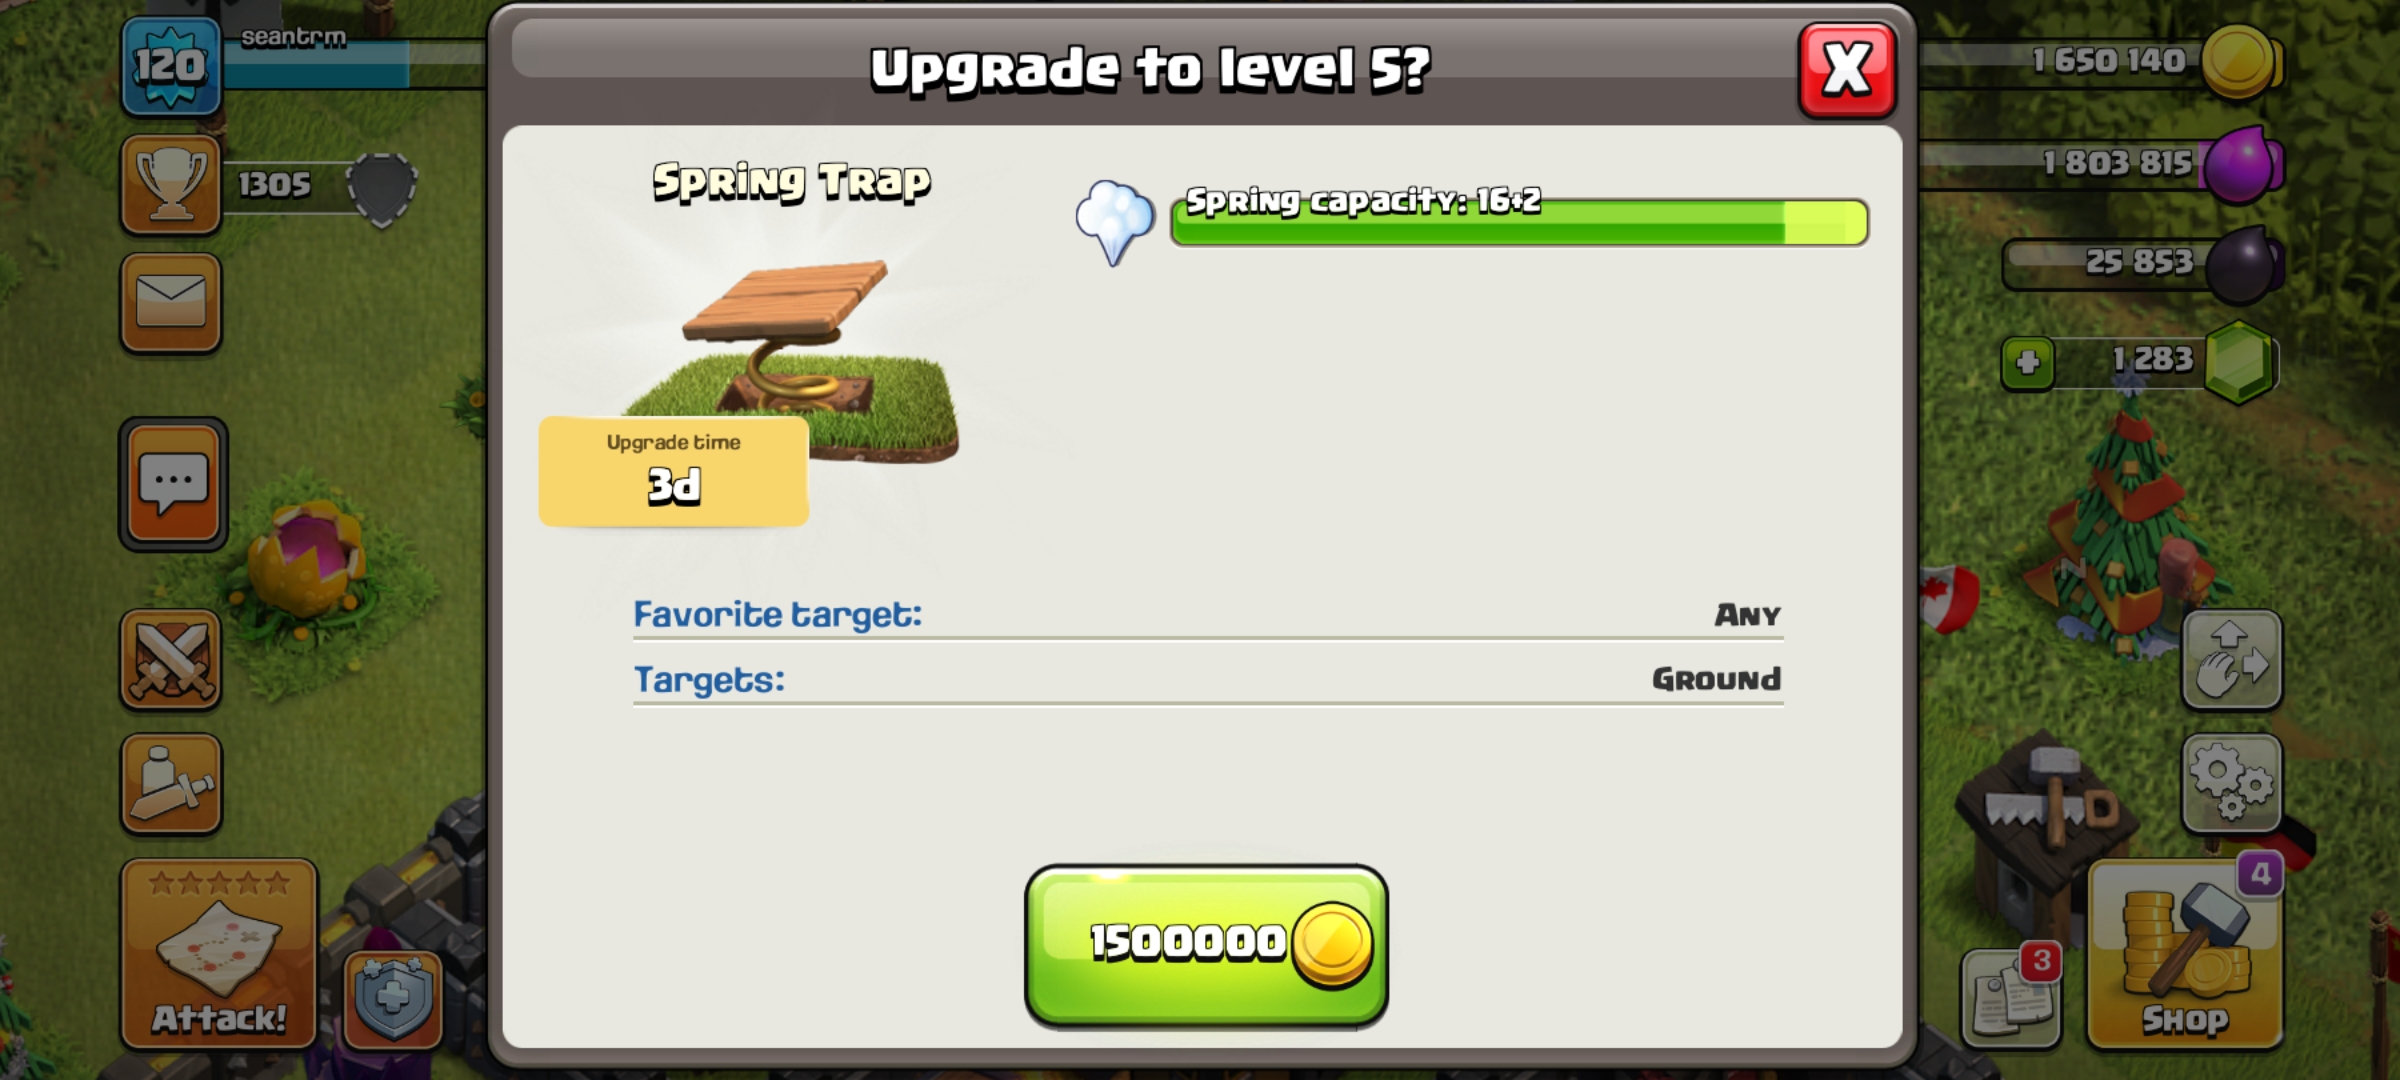 120
seantrm
1305
Attack!
Upgrade to level 5?
X
Spring Trap
Spring capacity: 16+2
Upgrade time
3d
Favorite target:
Any
Targets:
Ground
1500000
1 650 140
1 803 815
25 853
1 283
4
3
Shop